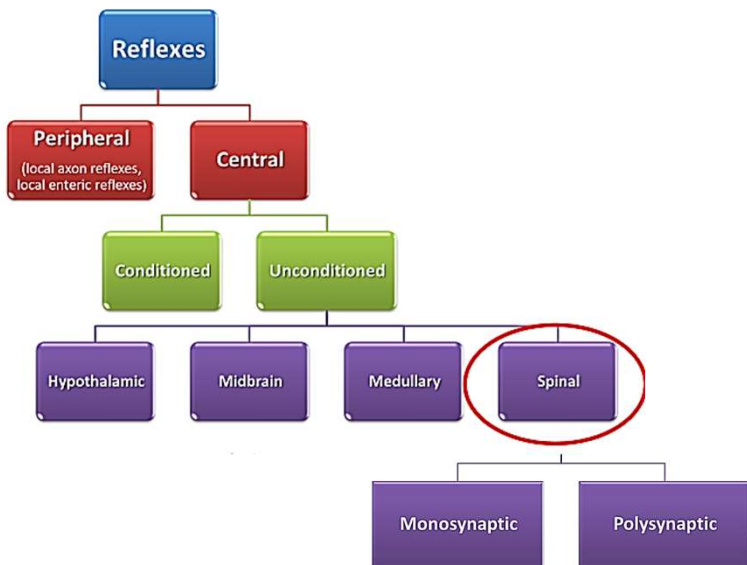 Reflexes
Peripheral
(local axon reflexes,
local enteric reflexes)
Central
Conditioned
Unconditioned
Hypothalamic
Midbrain
Medullary
Spinal
Monosynaptic
Polysynaptic